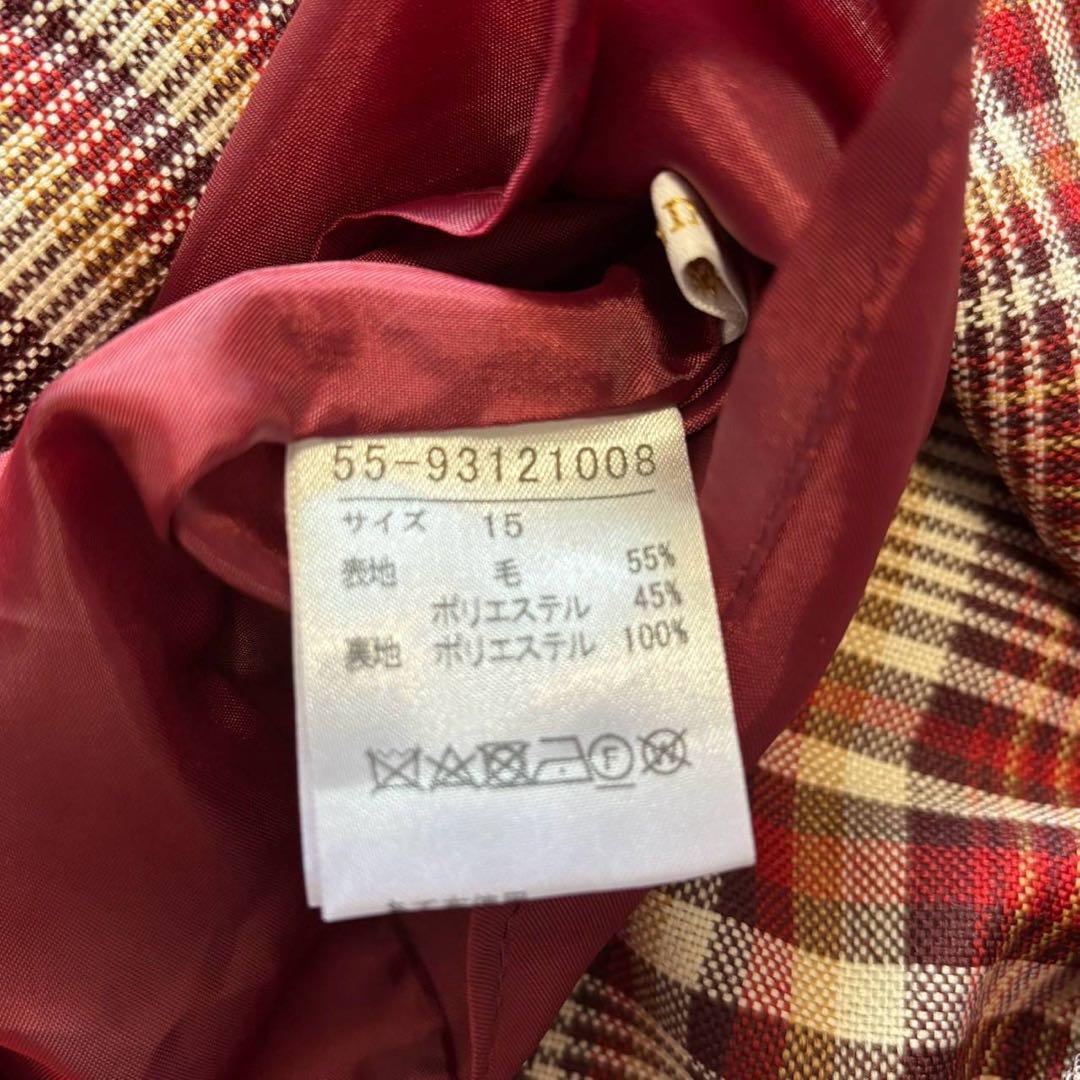 55-93121008
サイズ 15
表地 毛 55%
ポリエステル 45%
裏地 ポリエステル 100%
F W